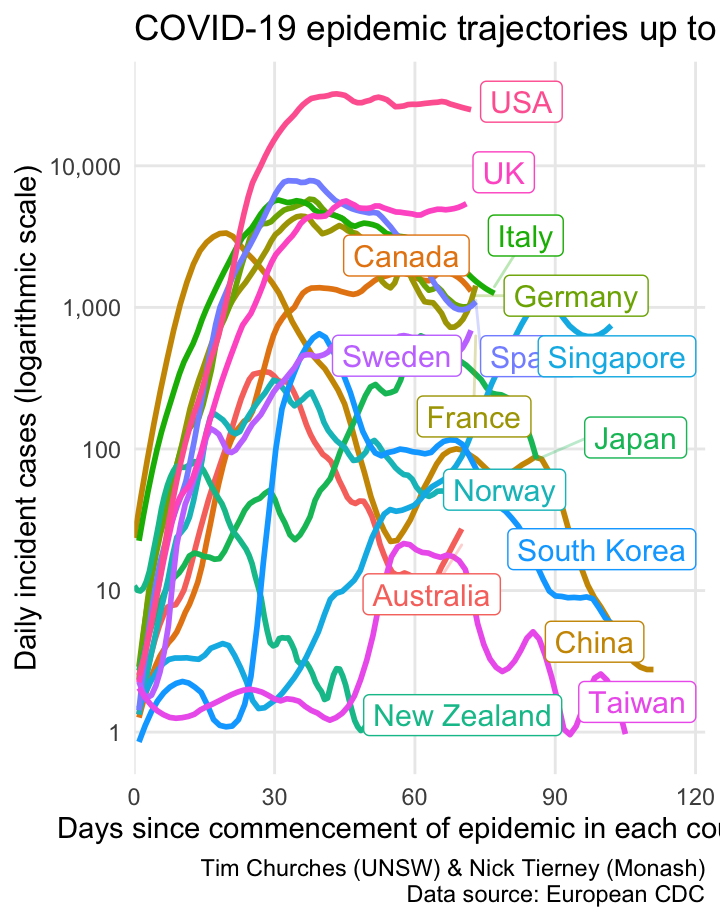 COVID-19 epidemic trajectories up to
Daily incident cases (logarithmic scale)
10,000
1,000
100
10
1
USA
UK
Italy
Canada
Germany
Sweden
Spa
Singapore
France
Japan
Norway
South Korea
Australia
China
Taiwan
New Zealand
0
30
60
90
120
Days since commencement of epidemic in each cou
Tim Churches (UNSW) & Nick Tierney (Monash)
Data source: European CDC